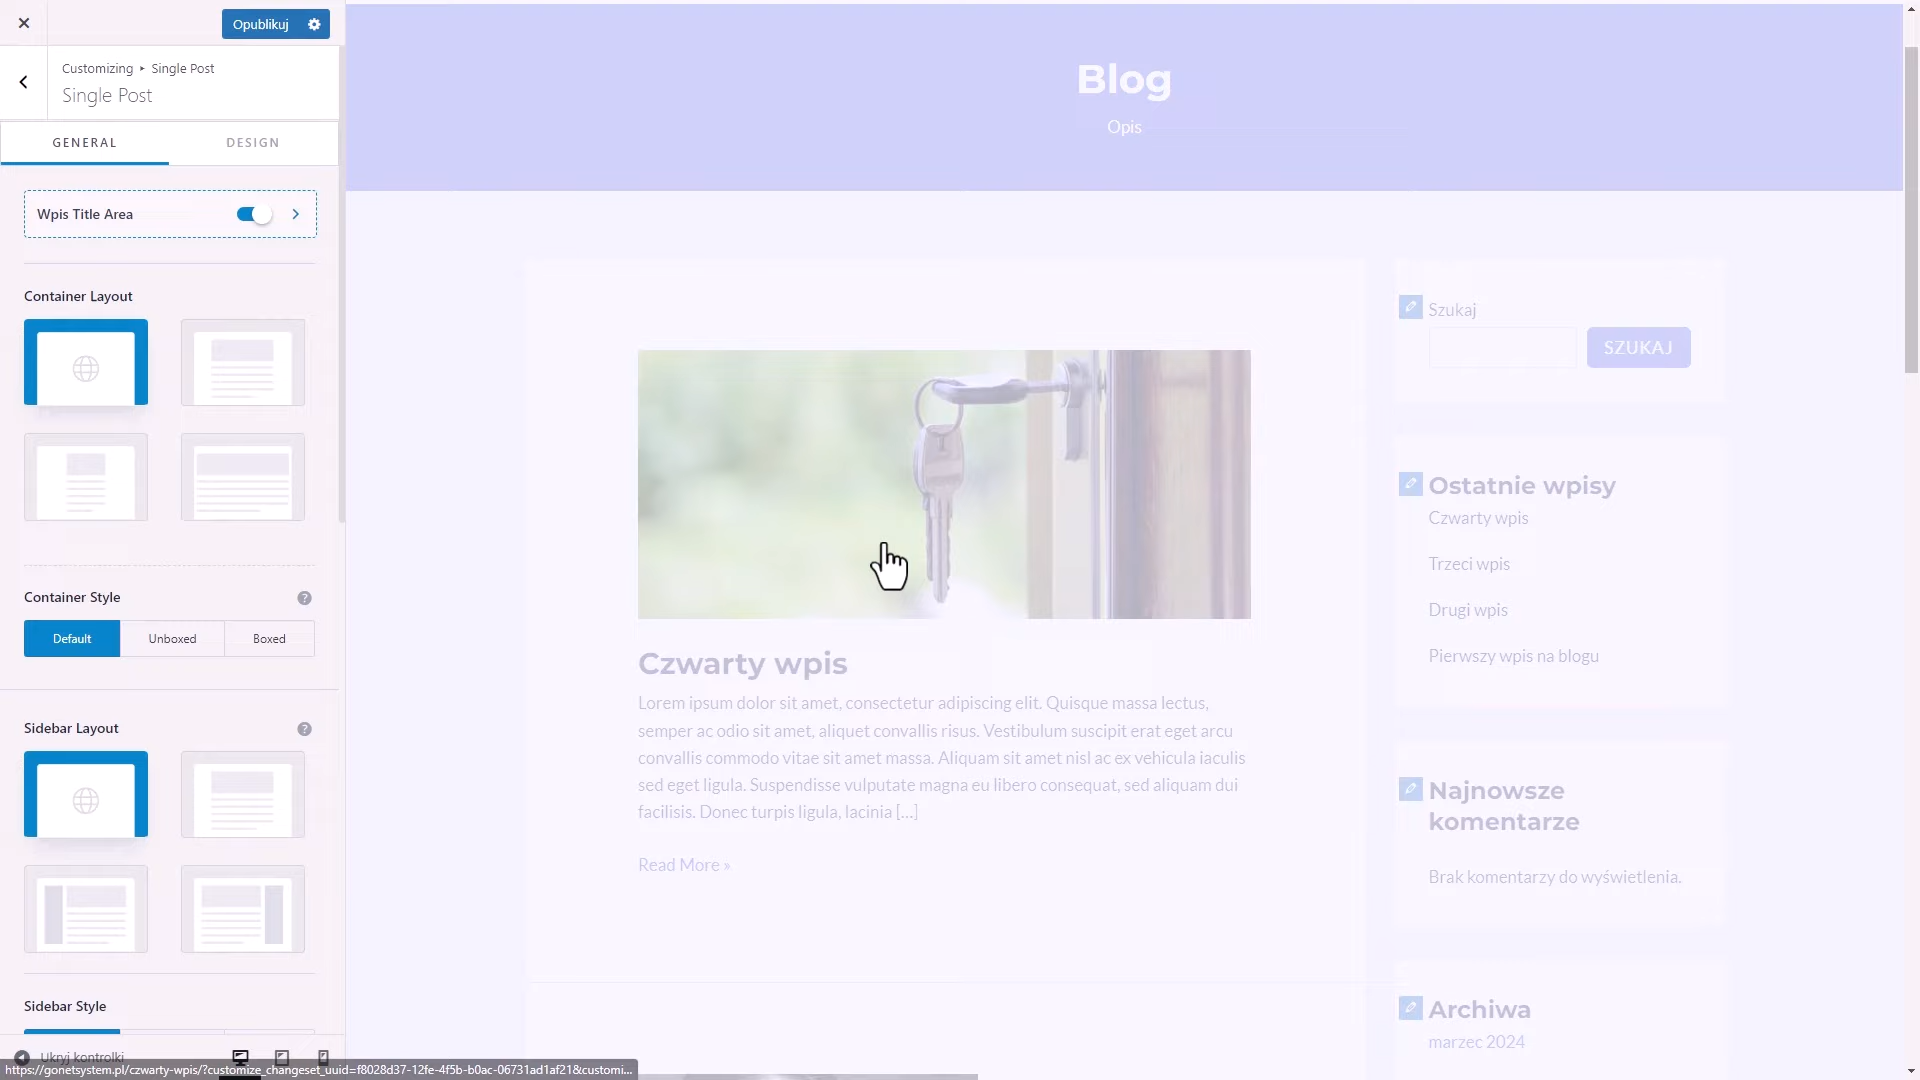 Opublikuj
Customizing ▸ Single Post
Single Post
GENERAL
DESIGN
Wpis Title Area
Container Layout
Container Style
Default
Unboxed
Boxed
Sidebar Layout
Sidebar Style
Ukryj kontrolki
https://gonetsystem.pl/czwarty-wpis/?customize_changeset_uuid=f8028d37-12fe-4f5b-b0ac-06731ad1af21&customi...
Blog
Opis
Czwarty wpis
Lorem ipsum dolor sit amet, consectetur adipiscing elit. Quisque massa lectus,
semper ac odio sit amet, aliquet convallis risus. Vestibulum suscipit erat eget arcu
convallis commodo vitae sit amet massa. Aliquam sit amet nisl ac ex vehicula iaculis
sed eget ligula. Suspendisse vulputate magna eu libero consequat, sed aliquam dui
facilisis. Donec turpis ligula, lacinia […]
Read More »
Szukaj
SZUKAJ
Ostatnie wpisy
Czwarty wpis
Trzeci wpis
Drugi wpis
Pierwszy wpis na blogu
Najnowsze
komentarze
Brak komentarzy do wyświetlenia.
Archiwa
marzec 2024